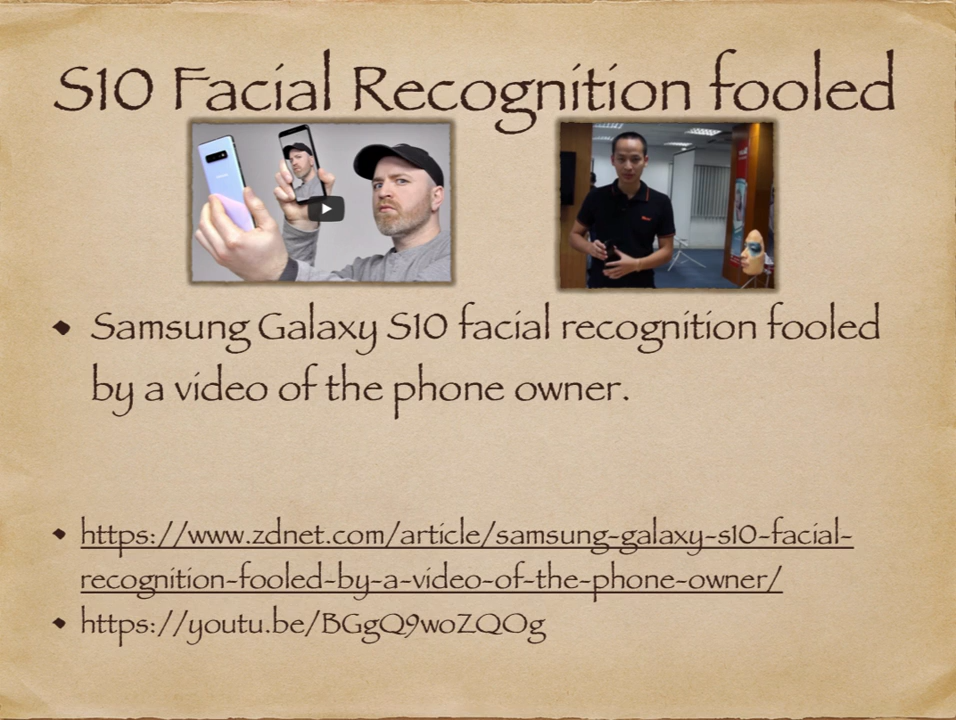 S10 Facial Recognition fooled
Samsung Galaxy S10 facial recognition fooled
by a video of the phone owner.
https://www.zdnet.com/article/samsung-galaxy-s10-facial-
recognition-fooled-by-a-video-of-the-phone-owner/
https://youtu.be/BGgQ9woZQOg